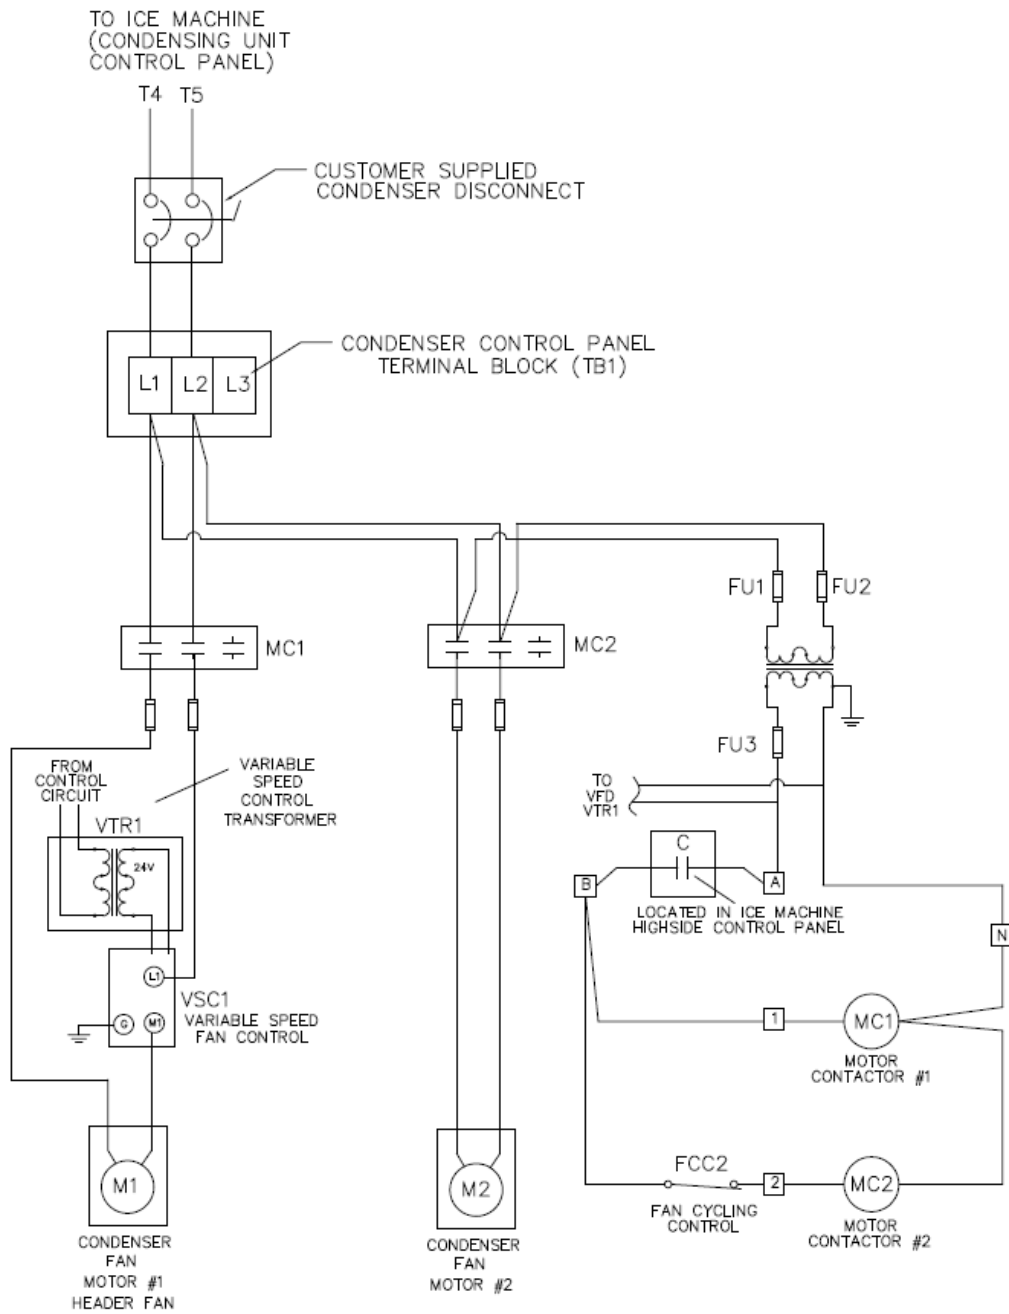 TO ICE MACHINE
(CONDENSING UNIT
CONTROL PANEL)
T4 T5
CUSTOMER SUPPLIED
CONDENSER DISCONNECT
CONDENSER CONTROL PANEL
TERMINAL BLOCK (TB1)
L1 L2 L3
FU1 FU2
MC1
MC2
FU3
FROM
CONTROL
CIRCUIT
VARIABLE
SPEED
CONTROL
TRANSFORMER
TO
VFD
VTR1
VTR1
24V
C
B
A
LOCATED IN ICE MACHINE
HIGHSIDE CONTROL PANEL
N
L1
VSC1
VARIABLE SPEED
FAN CONTROL
G
M1
1
MC1
MOTOR
CONTACTOR #1
M1
M2
FCC2
2
MC2
FAN CYCLING
CONTROL
MOTOR
CONTACTOR #2
CONDENSER
FAN
MOTOR #1
HEADER FAN
CONDENSER
FAN
MOTOR #2